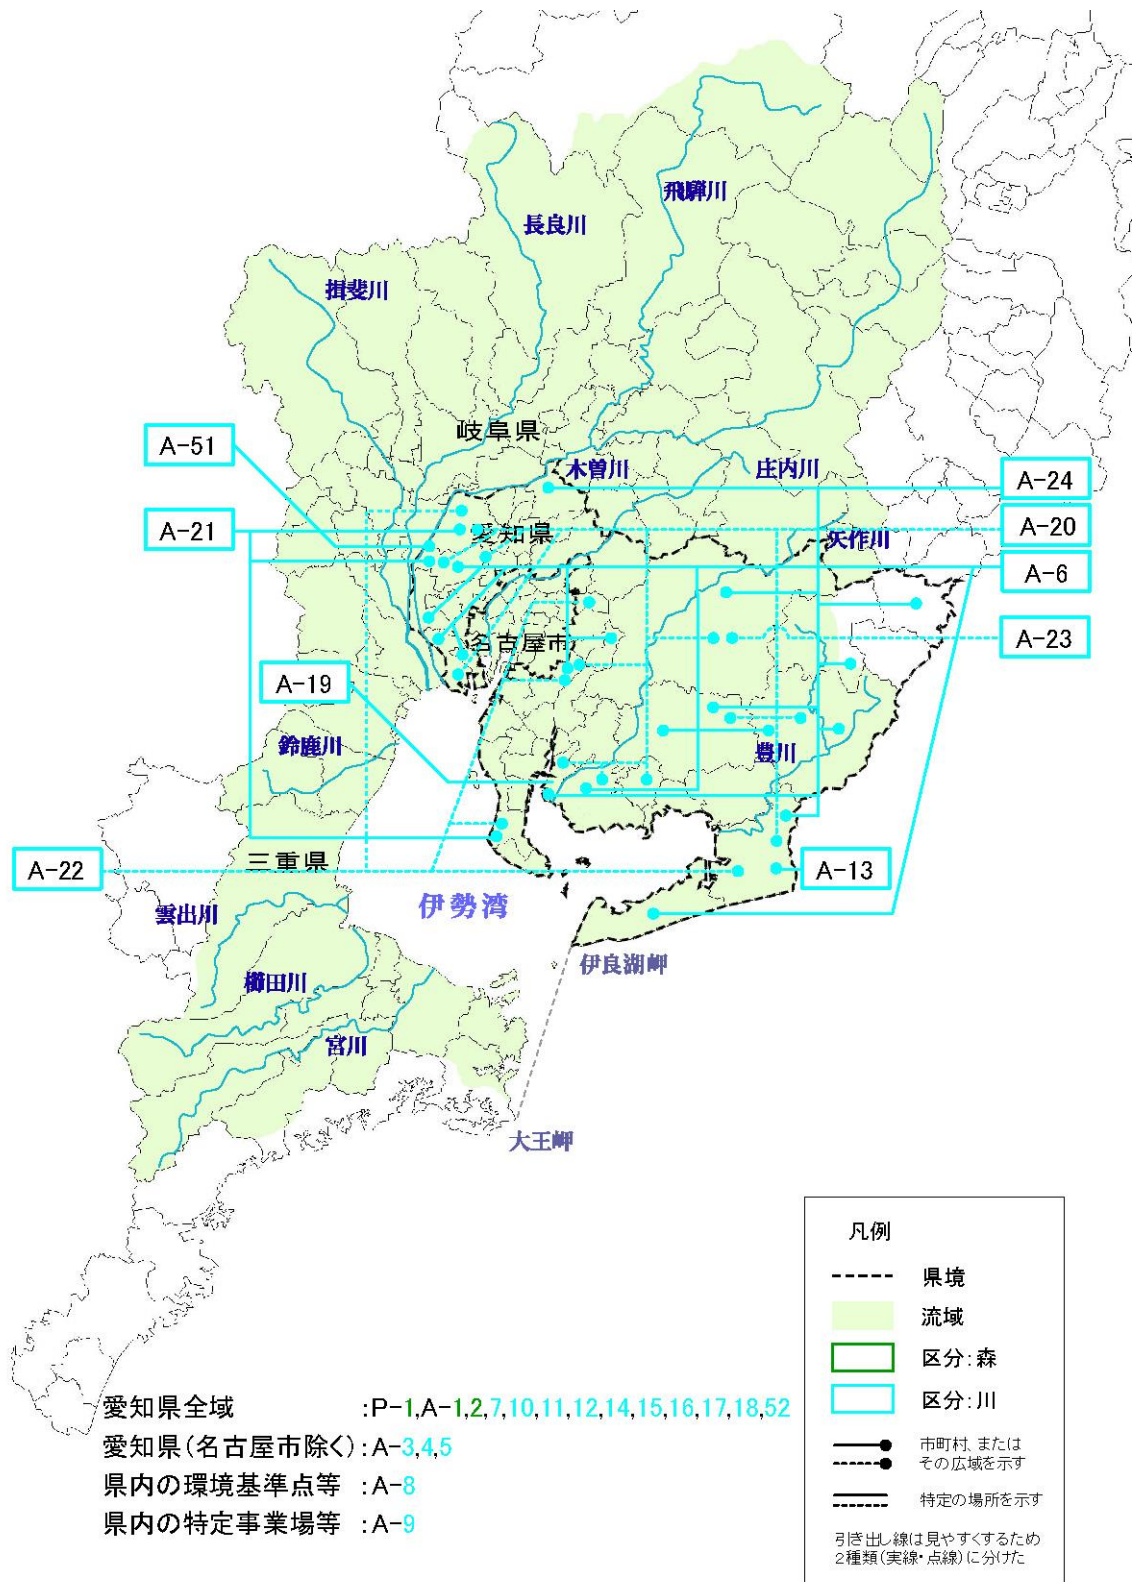 飛騨川
長良川
揖斐川
岐阜県
A-51
木曽川
庄内川
A-24
A-21
愛知県
矢作川
A-20
A-6
名古屋市
A-23
A-19
鈴鹿川
豊川
三重県
A-22
A-13
伊勢湾
雲出川
伊良湖岬
櫛田川
宮川
大王岬
凡例
県境
流域
区分:森
区分:川
市町村、または
その広域を示す
特定の場所を示す
引き出し線は見やすくするため
2種類(実線・点線)に分けた
愛知県全域 :P-1,A-1,2,7,10,11,12,14,15,16,17,18,52
愛知県(名古屋市除く):A-3,4,5
県内の環境基準点等 :A-8
県内の特定事業場等 :A-9